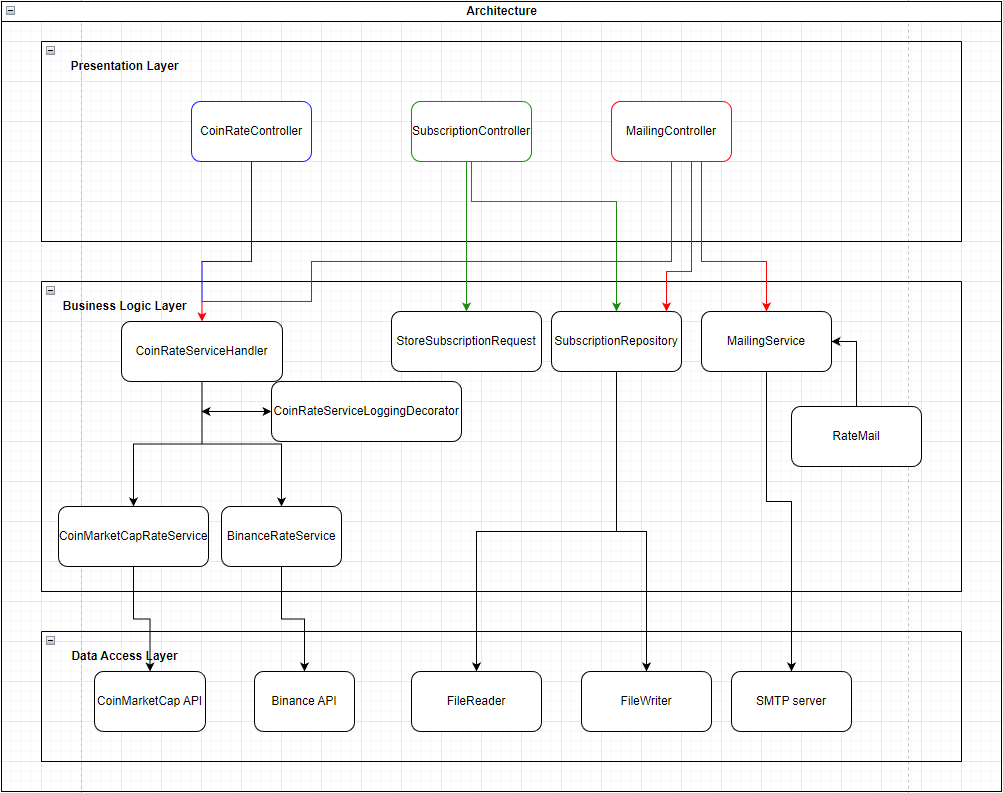 Architecture
Presentation Layer
CoinRateController
SubscriptionController
MailingController
Business Logic Layer
CoinRateServiceHandler
StoreSubscriptionRequest
SubscriptionRepository
MailingService
CoinRateServiceLoggingDecorator
RateMail
CoinMarketCapRateService
BinanceRateService
Data Access Layer
CoinMarketCap API
Binance API
FileReader
FileWriter
SMTP server